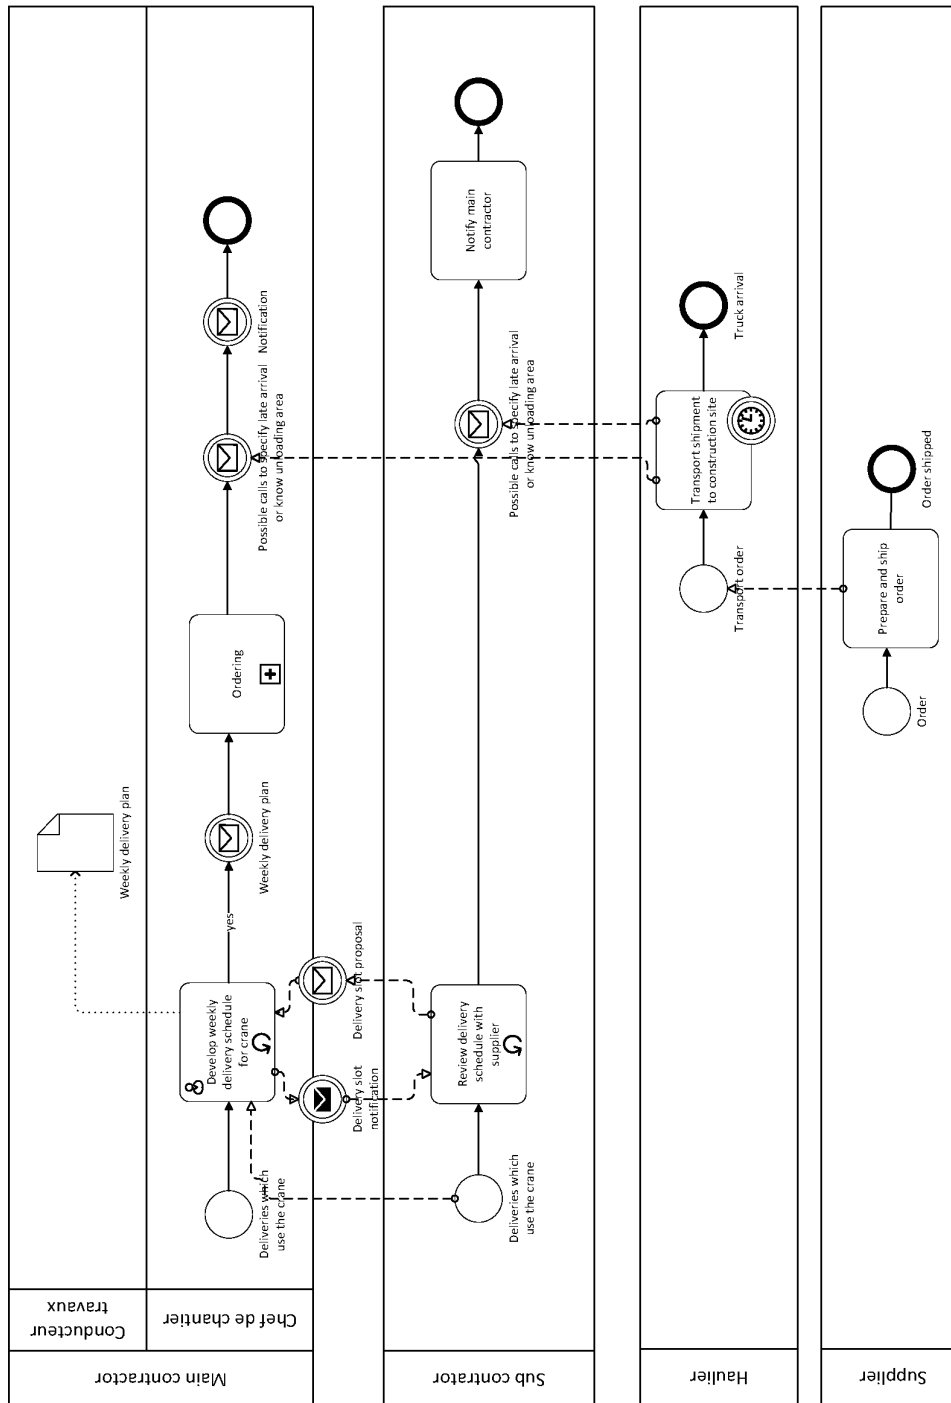 Main contractor
Conducteur
travaux
Weekly delivery plan
Chef de chantier
Deliveries which
use the crane
Develop weekly
delivery schedule
for crane
yes
Weekly delivery plan
Ordering
Possible calls to specify late arrival
or know unloading area
Notification
Delivery slot
notification
Delivery slot proposal
Sub contrator
Deliveries which
use the crane
Review delivery
schedule with
supplier
Possible calls to specify late arrival
or know unloading area
Notify main
contractor
Haulier
Transport order
Transport shipment
to construction site
Truck arrival
Supplier
Order
Prepare and ship
order
Order shipped